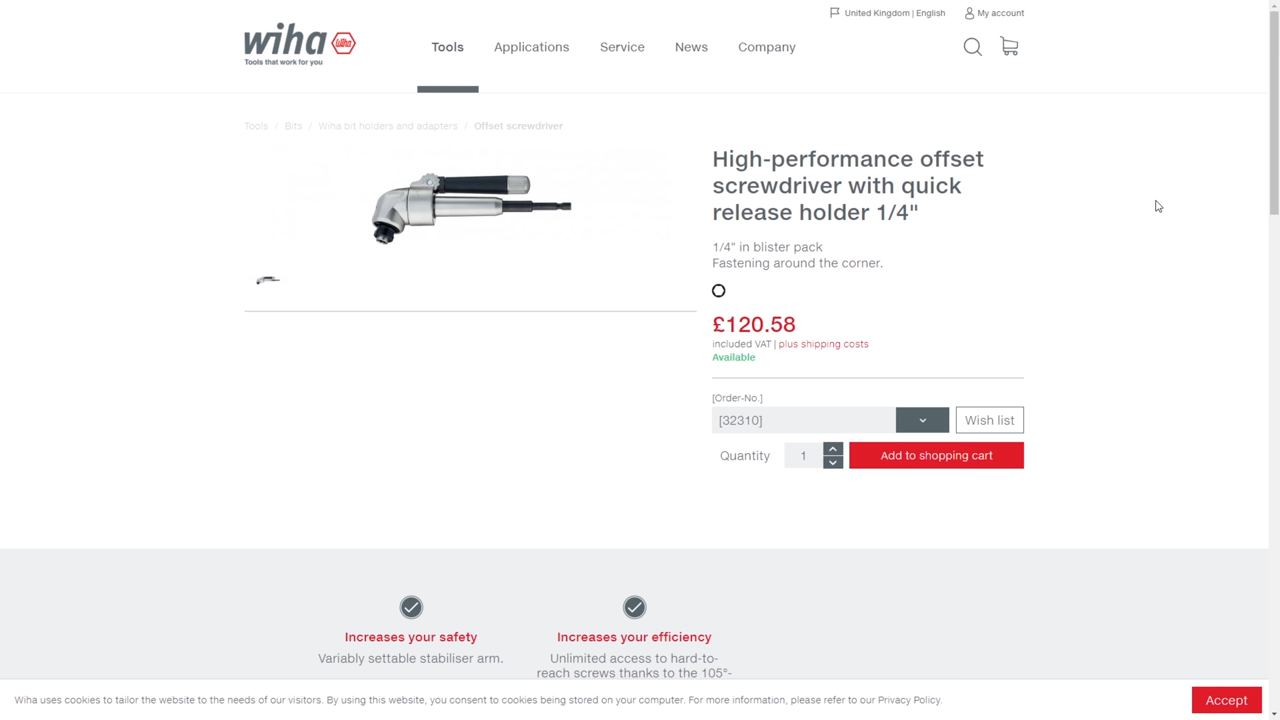 United Kingdom | English
My account
wiha
Wiha
Tools that work for you
Tools
Applications
Service
News
Company
Tools / Bits / Wiha bit holders and adapters / Offset screwdriver
High-performance offset
screwdriver with quick
release holder 1/4"
1/4" in blister pack
Fastening around the corner.
£120.58
included VAT | plus shipping costs
Available
[Order-No.]
[32310]
Wish list
Quantity
1
Add to shopping cart
Increases your safety
Variably settable stabiliser arm.
Increases your efficiency
Unlimited access to hard-to-
reach screws thanks to the 105°-
Wiha uses cookies to tailor the website to the needs of our visitors. By using this website, you consent to cookies being stored on your computer. For more information, please refer to our Privacy Policy.
Accept